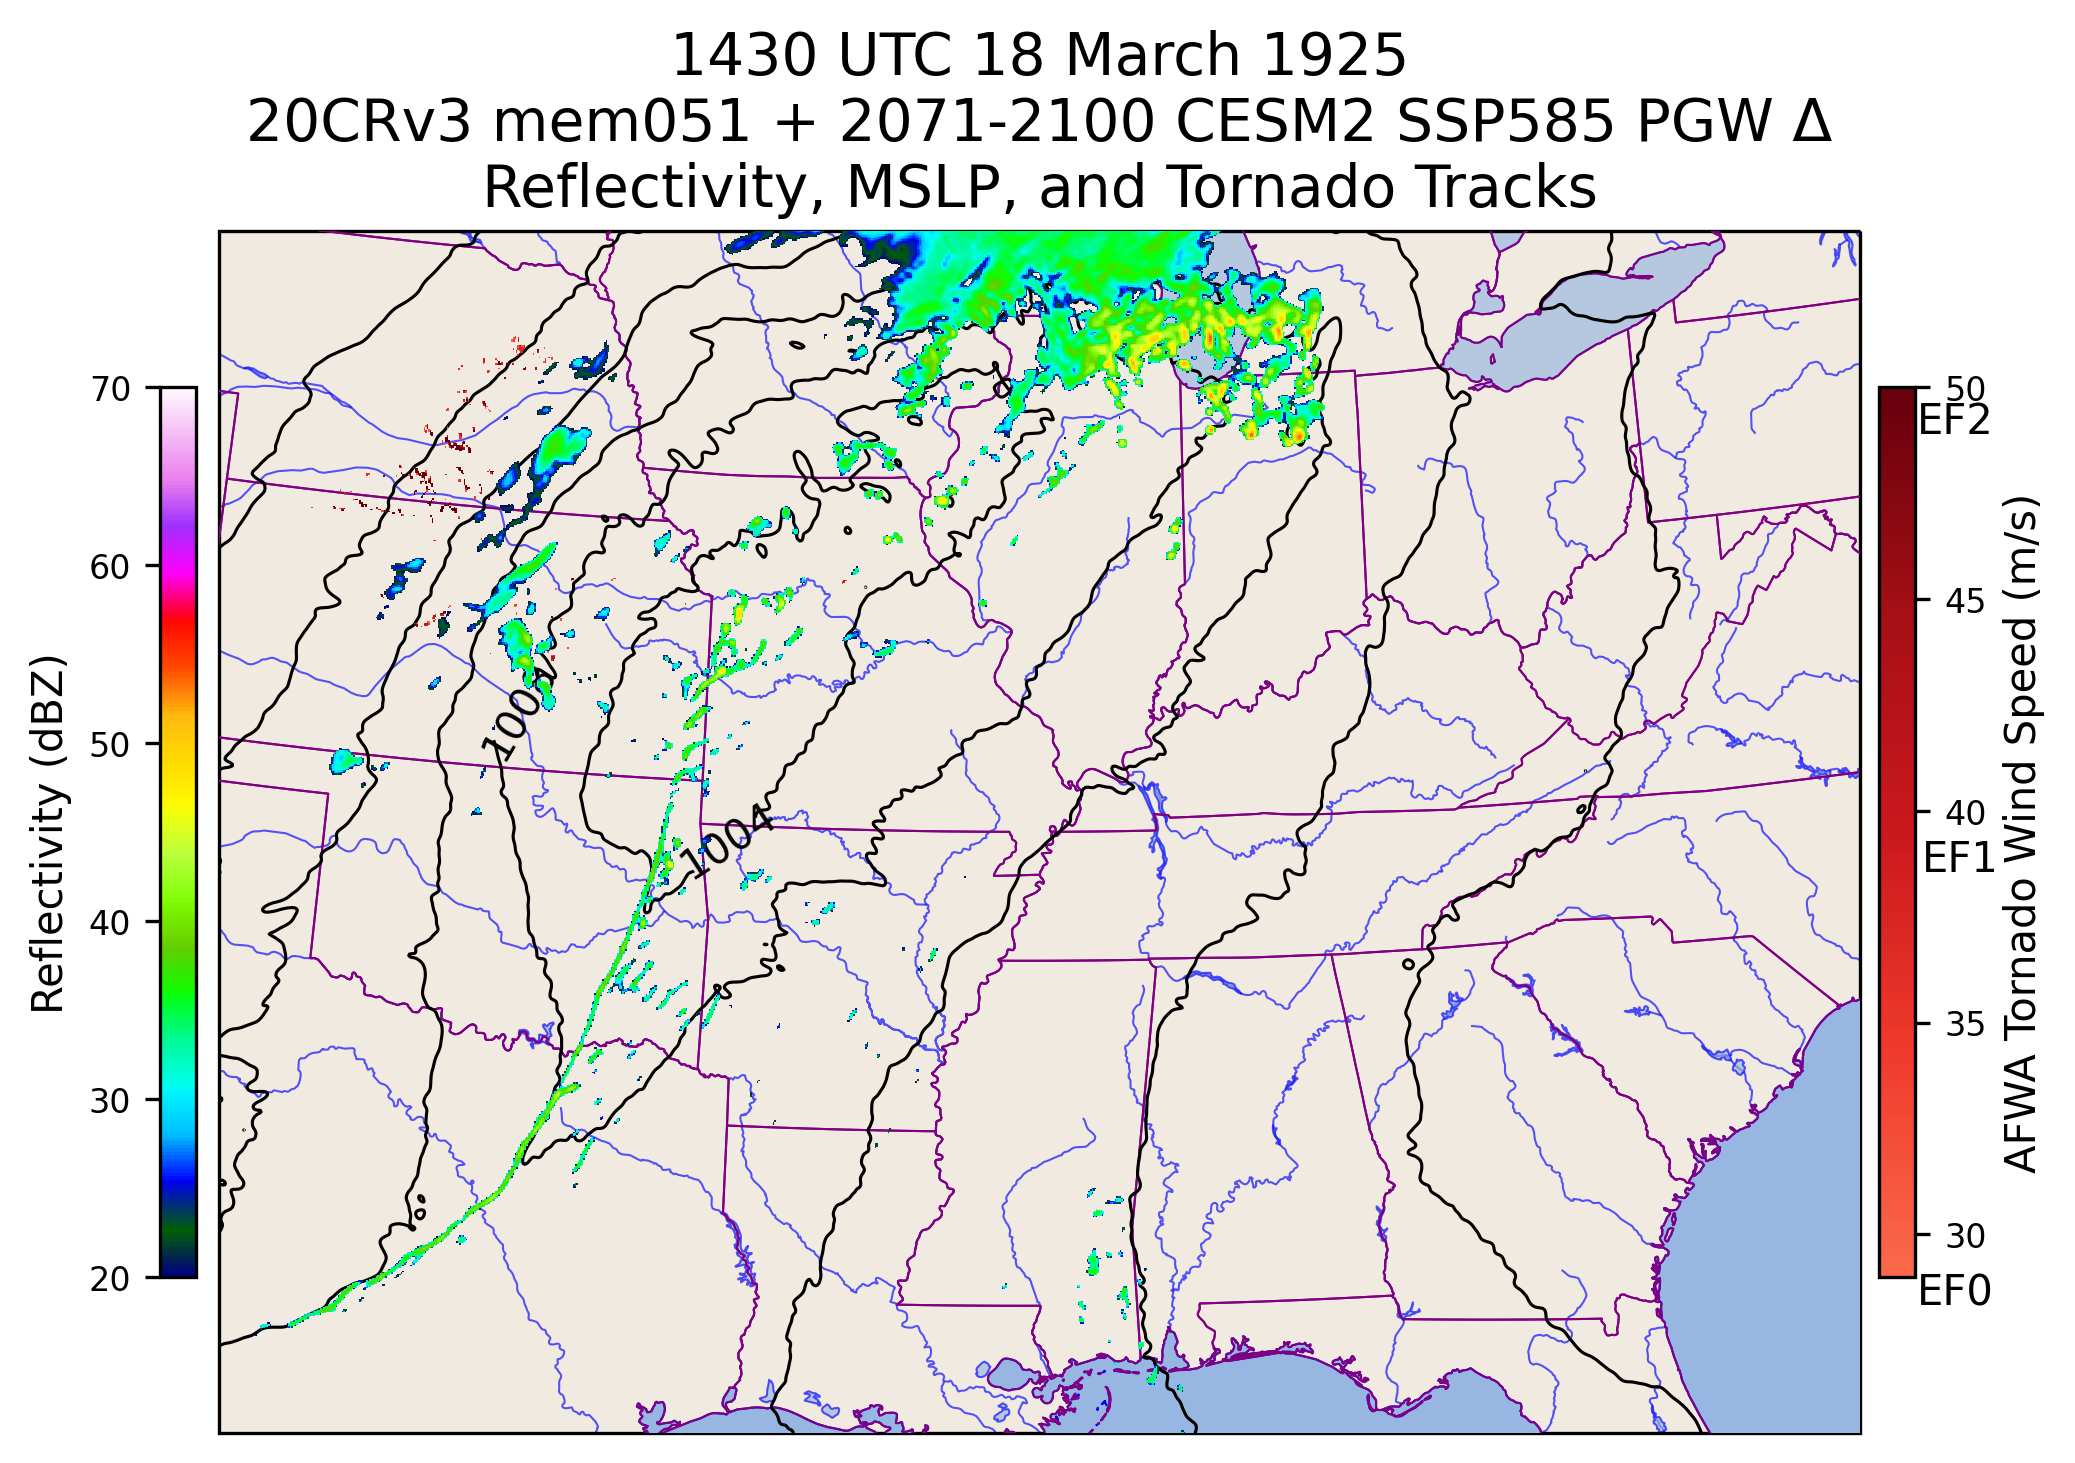 1430 UTC 18 March 1925
20CRv3 mem051 + 2071-2100 CESM2 SSP585 PGW Δ
Reflectivity, MSLP, and Tornado Tracks
70
60
50
40
30
20
Reflectivity (dBZ)
1004
1004
50
EF2
45
40
EF1
35
30
EF0
AFWA Tornado Wind Speed (m/s)